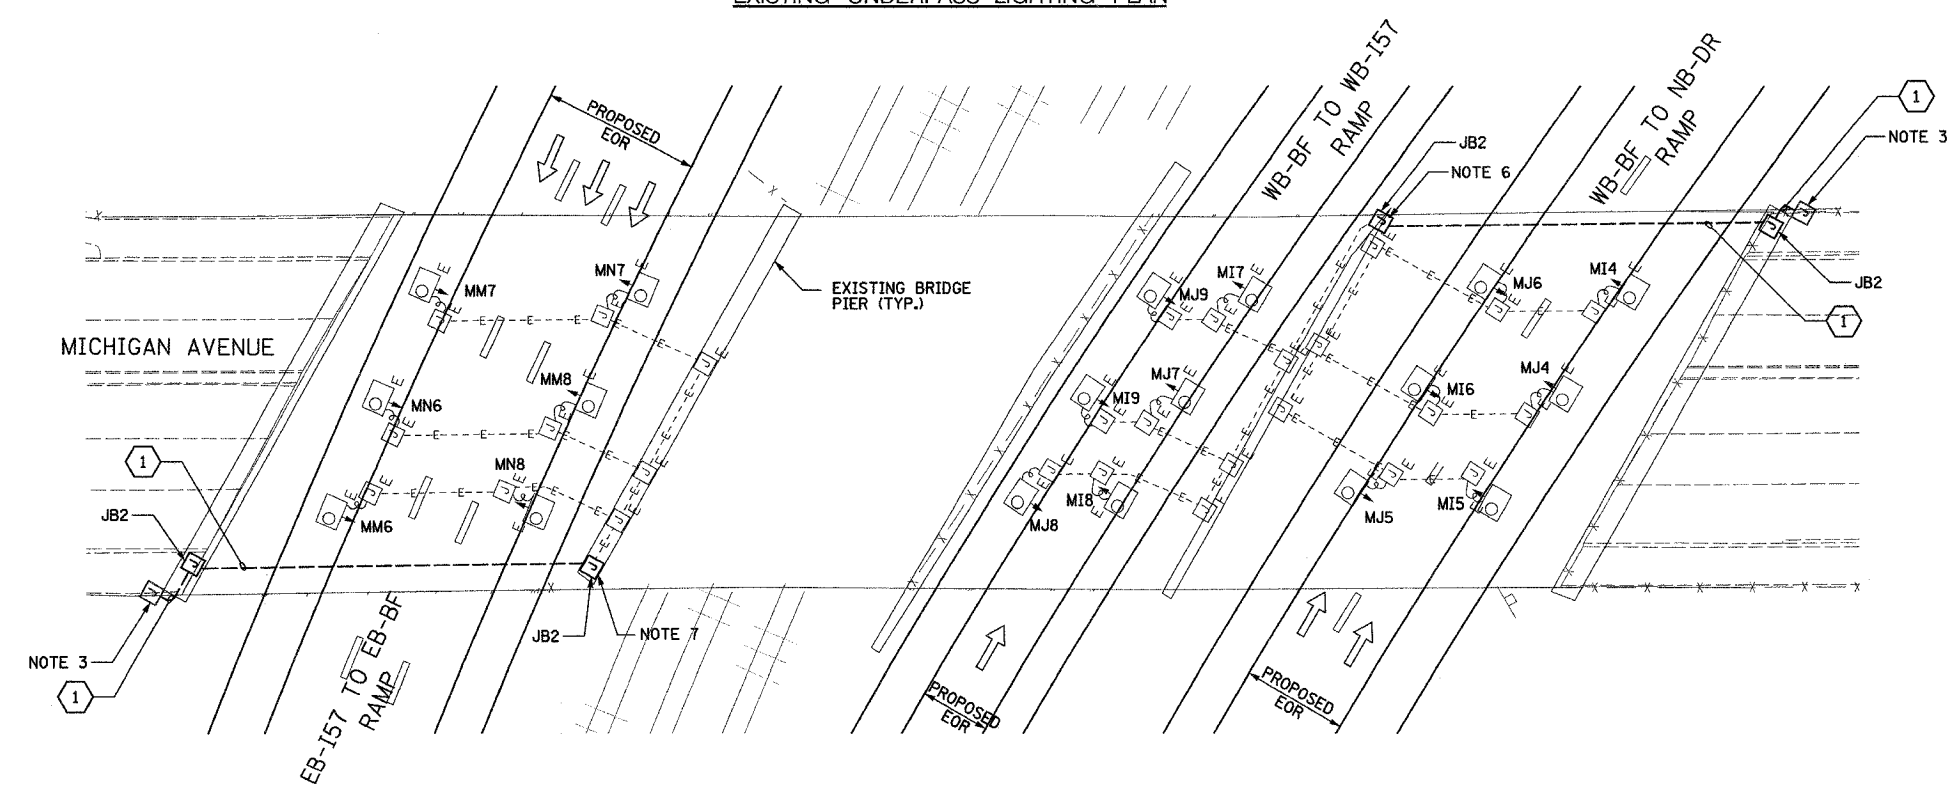 EXISTING UNDERPASS LIGHTING PLAN
PROPOSED
EOR
WB-BF TO WB-I57
RAMP
WB-BF TO NB-DR
RAMP
1
NOTE 3
JB2
NOTE 6
J
J
J
JB2
1
EXISTING BRIDGE
PIER (TYP.)
MICHIGAN AVENUE
MM7
MN7
MN6
MM8
MM6
MN8
MJ9
MI7
MI9
MJ7
MJ8
MI8
MJ6
MI4
MI6
MJ4
MJ5
MI5
1
JB2
J
J
J
JB2
NOTE 7
NOTE 3
1
EB-I57 TO EB-BF
RAMP
PROPOSED
EOR
PROPOSED
EOR